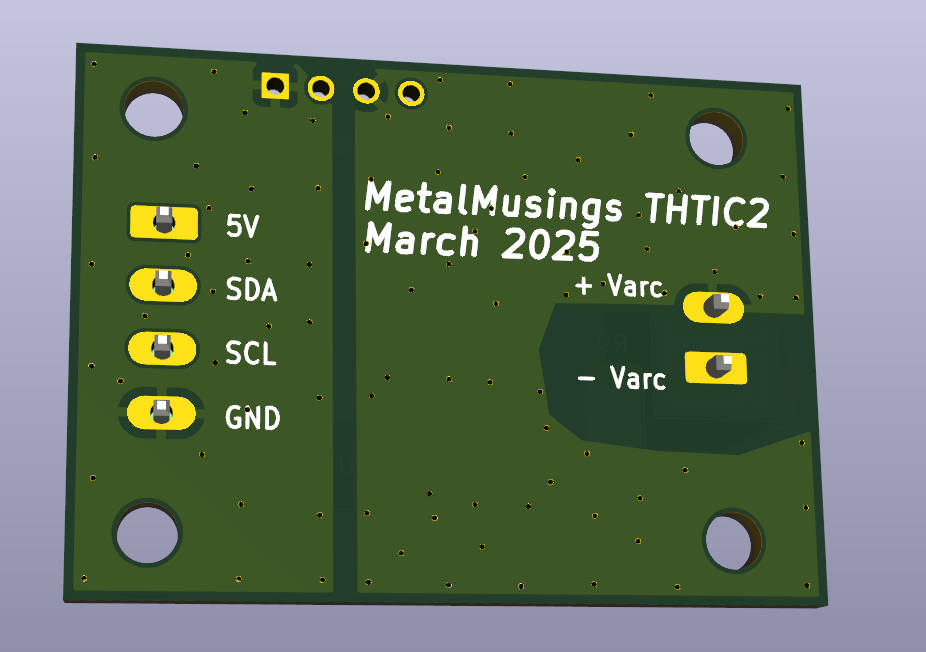 MetalMusings THTIC2
March 2025
5V
SDA
SCL
GND
+ Varc
- Varc